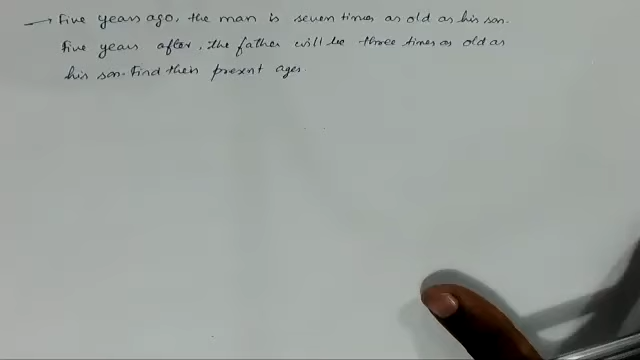 → Five years ago, the man is seven times as old as his son.
Five years after, the father will be three times as old as
his son. Find their present ages.